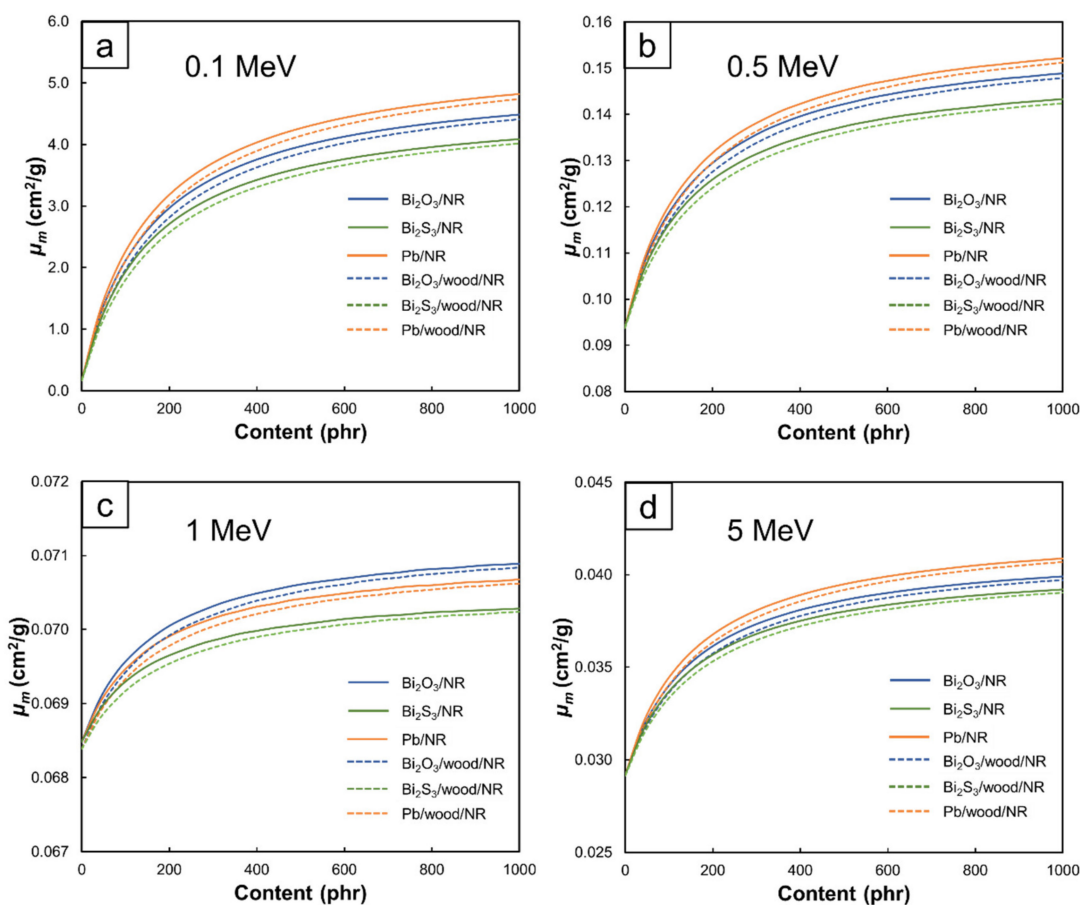 a
0.1 MeV
μm (cm²/g)
6.0
5.0
4.0
3.0
2.0
1.0
0.0
Bi₂O₃/NR
Bi₂S₃/NR
Pb/NR
Bi₂O₃/wood/NR
Bi₂S₃/wood/NR
Pb/wood/NR
0 200 400 600 800 1000
Content (phr)
b
0.5 MeV
μm (cm²/g)
0.16
0.15
0.14
0.13
0.12
0.11
0.10
0.09
0.08
Bi₂O₃/NR
Bi₂S₃/NR
Pb/NR
Bi₂O₃/wood/NR
Bi₂S₃/wood/NR
Pb/wood/NR
0 200 400 600 800 1000
Content (phr)
c
1 MeV
μm (cm²/g)
0.072
0.071
0.070
0.069
0.068
0.067
Bi₂O₃/NR
Bi₂S₃/NR
Pb/NR
Bi₂O₃/wood/NR
Bi₂S₃/wood/NR
Pb/wood/NR
0 200 400 600 800 1000
Content (phr)
d
5 MeV
μm (cm²/g)
0.045
0.040
0.035
0.030
0.025
Bi₂O₃/NR
Bi₂S₃/NR
Pb/NR
Bi₂O₃/wood/NR
Bi₂S₃/wood/NR
Pb/wood/NR
0 200 400 600 800 1000
Content (phr)